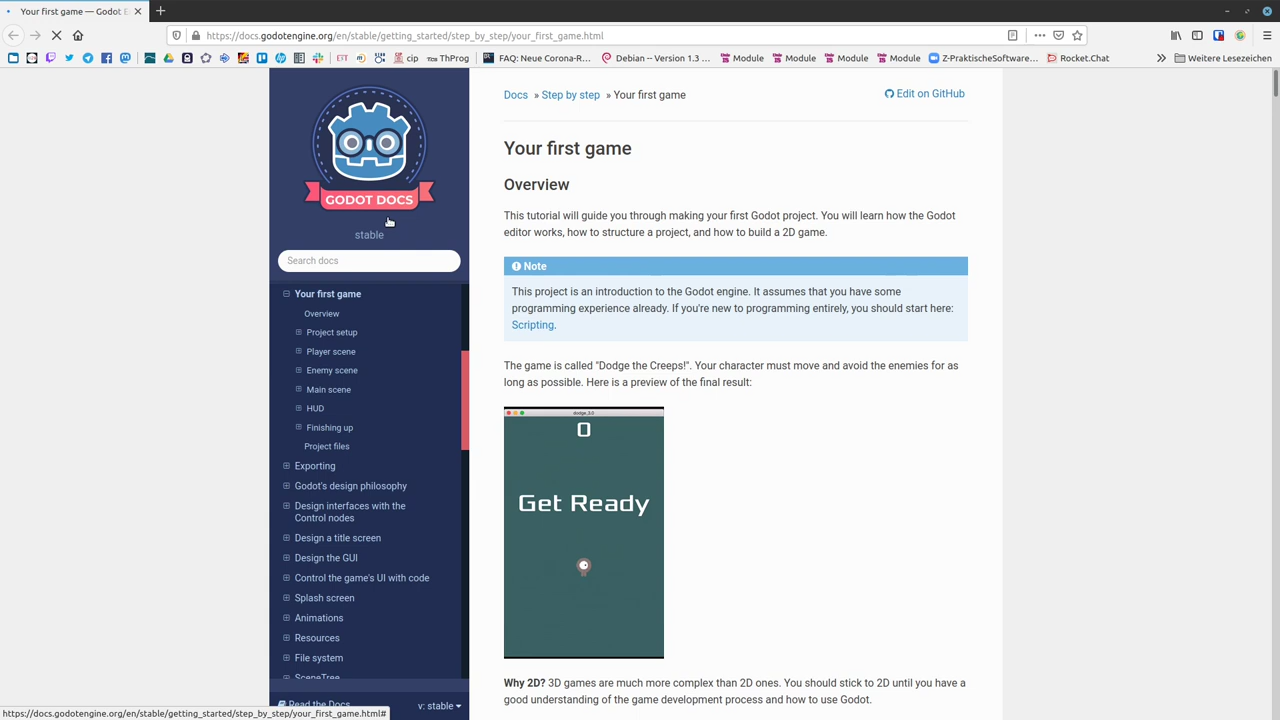 Your first game — Godot E
https://docs.godotengine.org/en/stable/getting_started/step_by_step/your_first_game.html
EIT
cip
ThProg
FAQ: Neue Corona-R…
Debian -- Version 1.3 …
Module
Module
Module
Module
Z-PraktischeSoftware…
Rocket.Chat
Weitere Lesezeichen
GODOT DOCS
stable
Search docs
Your first game
Overview
Project setup
Player scene
Enemy scene
Main scene
HUD
Finishing up
Project files
Exporting
Godot's design philosophy
Design interfaces with the
Control nodes
Design a title screen
Design the GUI
Control the game's UI with code
Splash screen
Animations
Resources
File system
SceneTree
Read the Docs
v: stable
https://docs.godotengine.org/en/stable/getting_started/step_by_step/your_first_game.html#
Docs » Step by step » Your first game
Edit on GitHub
Your first game
Overview
This tutorial will guide you through making your first Godot project. You will learn how the Godot
editor works, how to structure a project, and how to build a 2D game.
Note
This project is an introduction to the Godot engine. It assumes that you have some
programming experience already. If you're new to programming entirely, you should start here:
Scripting.
The game is called "Dodge the Creeps!". Your character must move and avoid the enemies for as
long as possible. Here is a preview of the final result:
0
Get Ready
Why 2D? 3D games are much more complex than 2D ones. You should stick to 2D until you have a
good understanding of the game development process and how to use Godot.